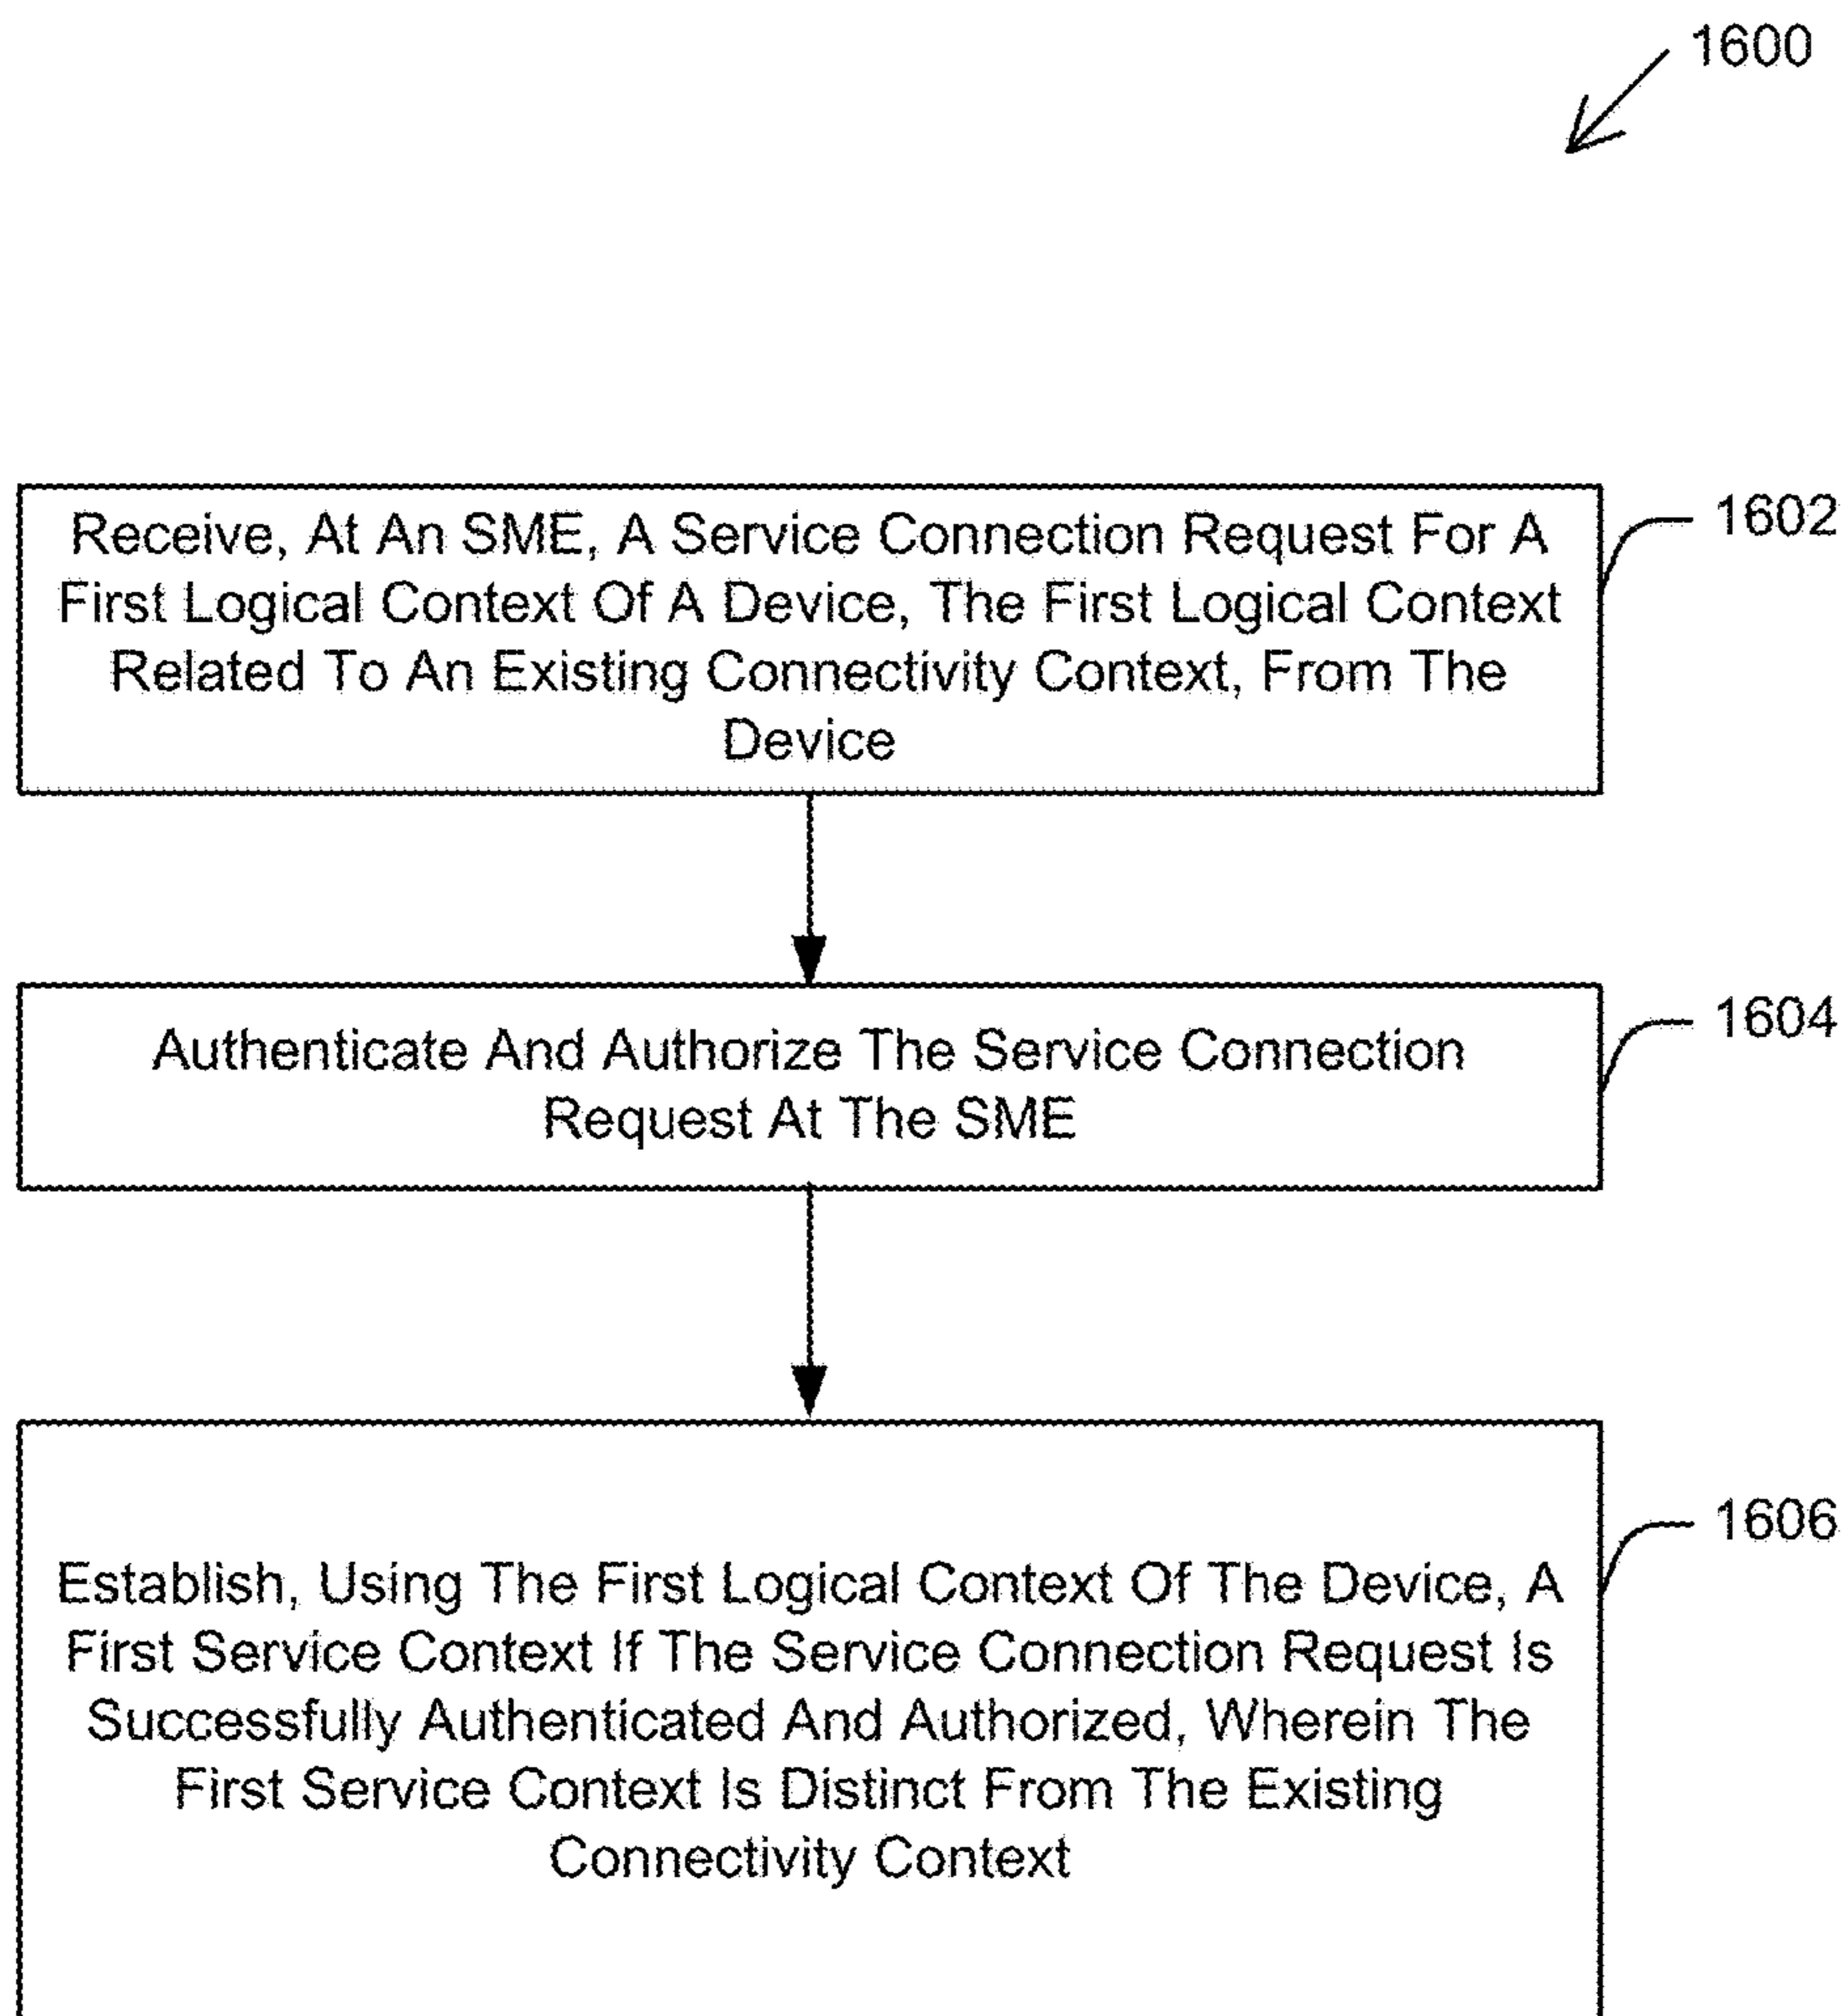 1600
Receive, At An SME, A Service Connection Request For A
First Logical Context Of A Device, The First Logical Context
Related To An Existing Connectivity Context, From The
Device
1602
Authenticate And Authorize The Service Connection
Request At The SME
1604
Establish, Using The First Logical Context Of The Device, A
First Service Context If The Service Connection Request Is
Successfully Authenticated And Authorized, Wherein The
First Service Context Is Distinct From The Existing
Connectivity Context
1606